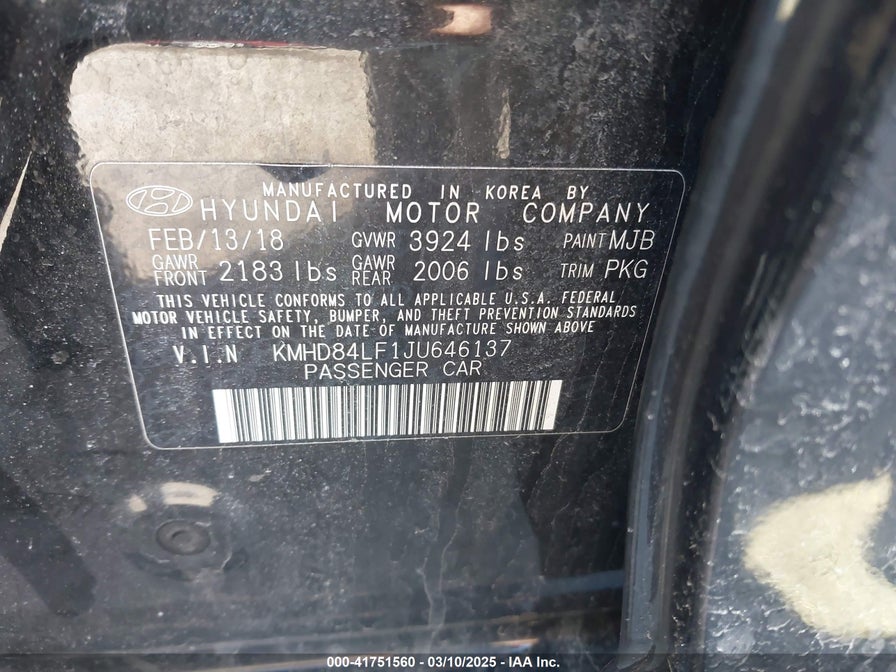 MANUFACTURED IN KOREA BY
HYUNDAI MOTOR COMPANY
FEB/13/18 GVWR 3924 lbs PAINT MJB
GAWR FRONT 2183 lbs GAWR REAR 2006 lbs TRIM PKG
THIS VEHICLE CONFORMS TO ALL APPLICABLE U.S.A. FEDERAL
MOTOR VEHICLE SAFETY, BUMPER, AND THEFT PREVENTION STANDARDS
IN EFFECT ON THE DATE OF MANUFACTURE SHOWN ABOVE
V.I.N KMHD84LF1JU646137
PASSENGER CAR
000-41751560 - 03/10/2025 - IAA Inc.